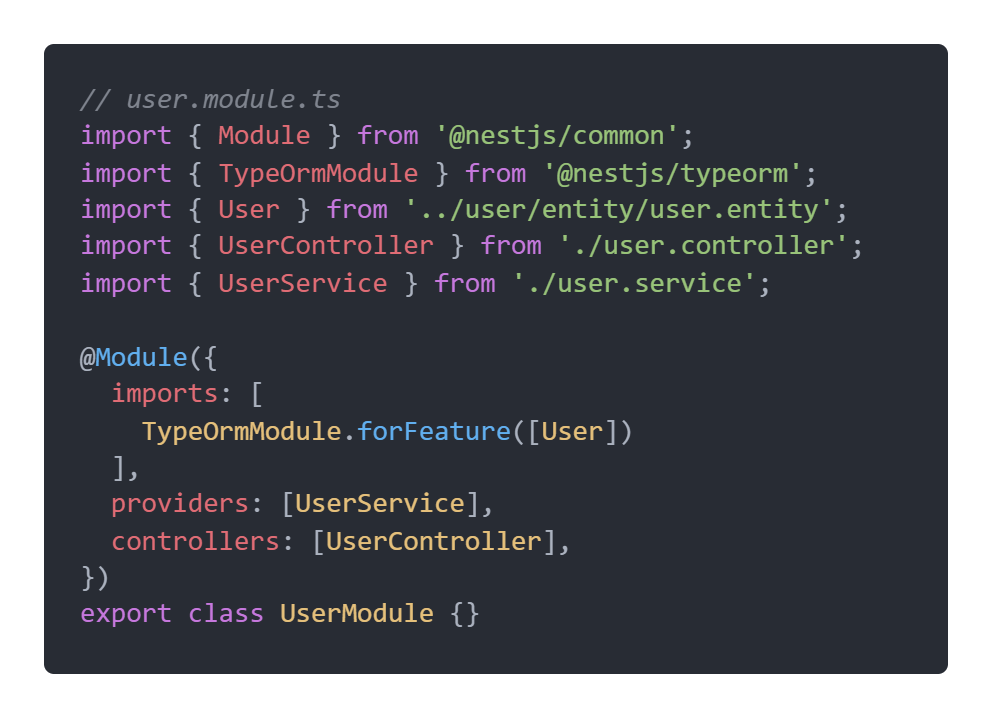 // user.module.ts
import { Module } from '@nestjs/common';
import { TypeOrmModule } from '@nestjs/typeorm';
import { User } from '../user/entity/user.entity';
import { UserController } from './user.controller';
import { UserService } from './user.service';

@Module({
  imports: [
    TypeOrmModule.forFeature([User])
  ],
  providers: [UserService],
  controllers: [UserController],
})
export class UserModule {}